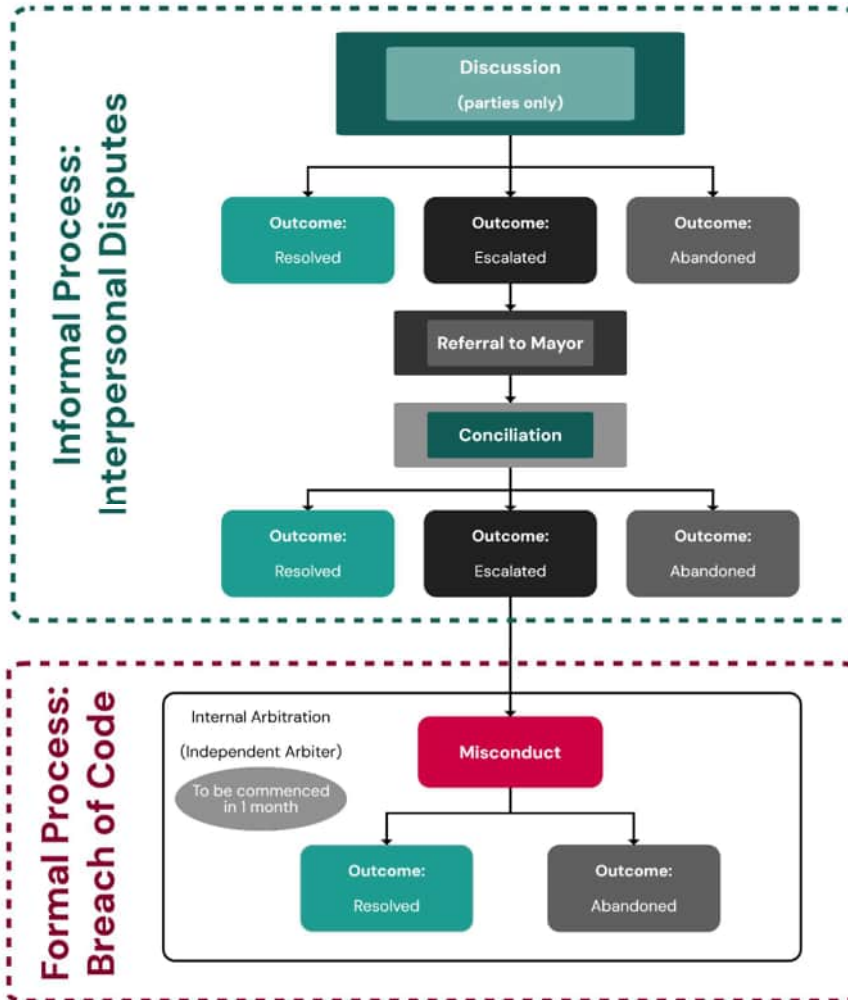 Informal Process:
Interpersonal Disputes
Discussion
(parties only)
Outcome:
Resolved
Outcome:
Escalated
Outcome:
Abandoned
Referral to Mayor
Conciliation
Outcome:
Resolved
Outcome:
Escalated
Outcome:
Abandoned
Formal Process:
Breach of Code
Internal Arbitration
(Independent Arbiter)
To be commenced
in 1 month
Misconduct
Outcome:
Resolved
Outcome:
Abandoned